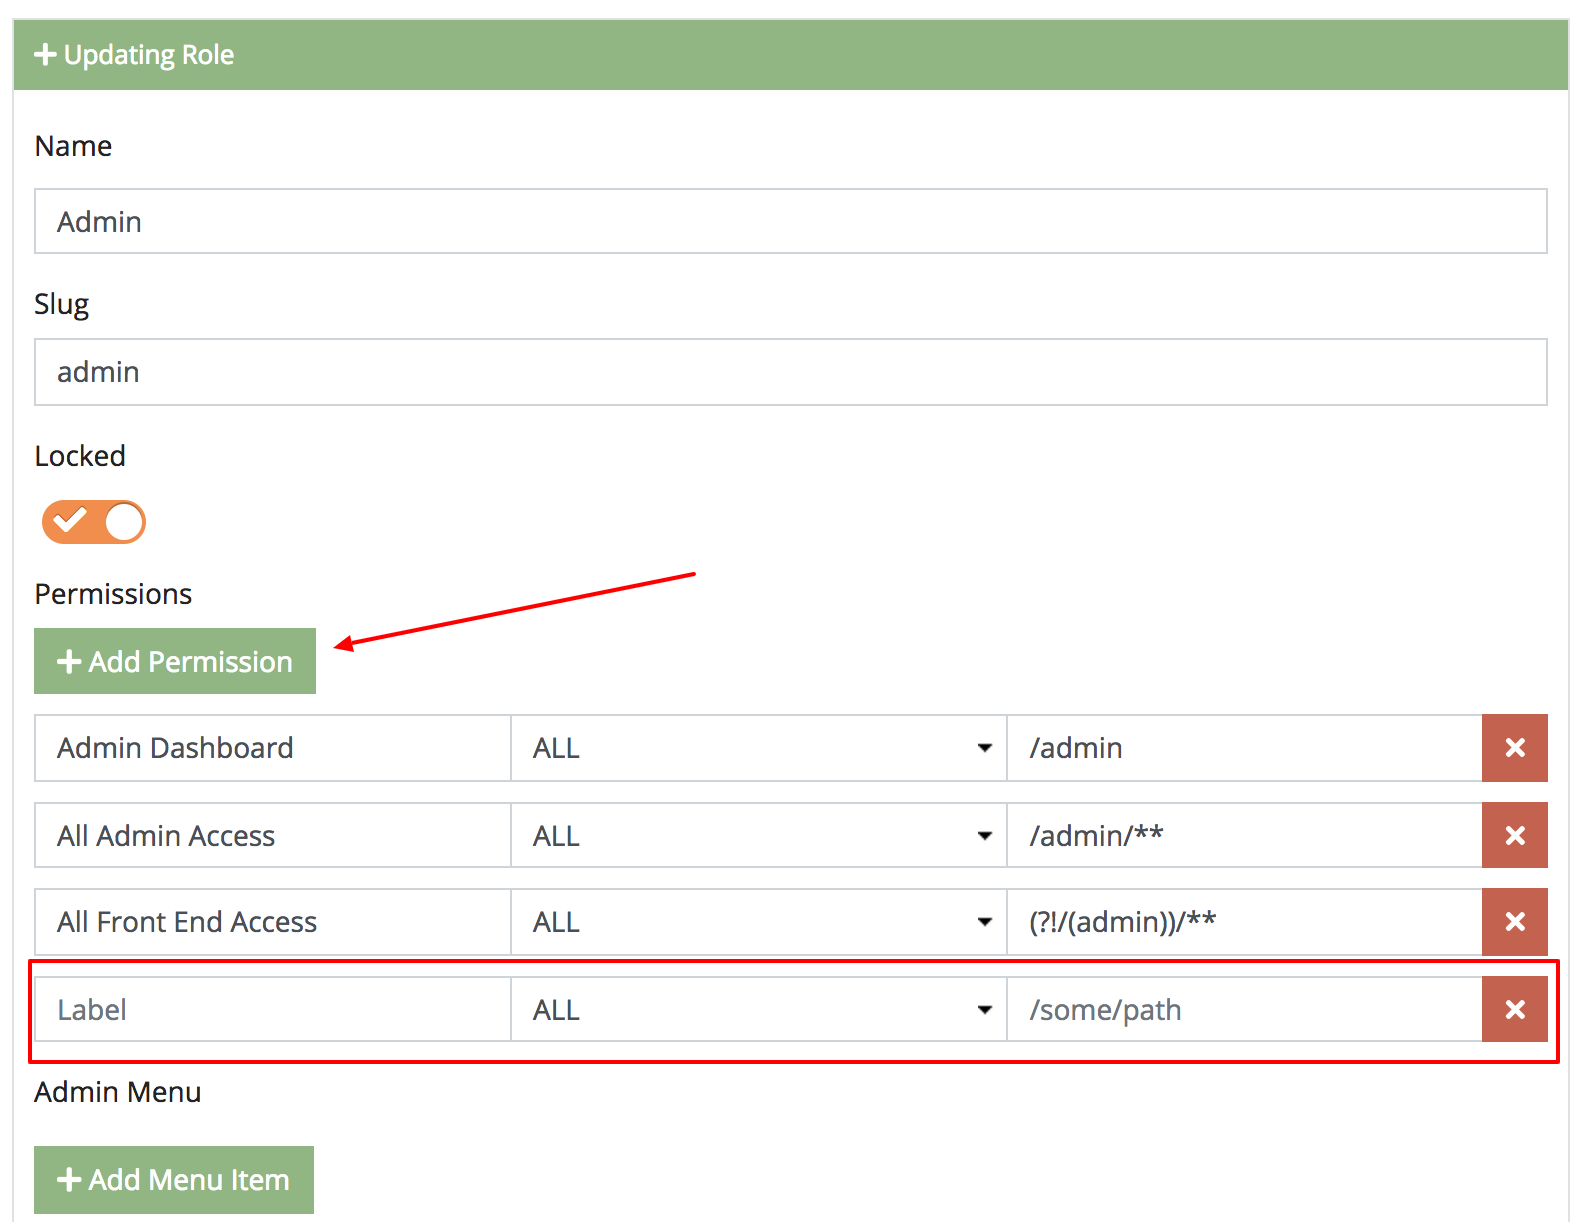 Updating Role
Name
Admin
Slug
admin
Locked
Permissions
Add Permission
Admin Dashboard ALL /admin
All Admin Access ALL /admin/**
All Front End Access ALL (?!/(admin))/**
Label ALL /some/path
Admin Menu
Add Menu Item